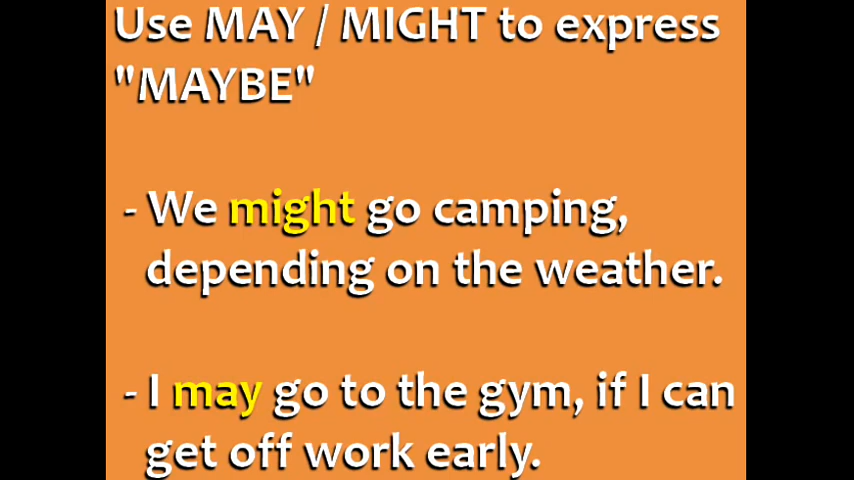 Use MAY / MIGHT to express
"MAYBE"
- We might go camping,
depending on the weather.
- I may go to the gym, if I can
get off work early.